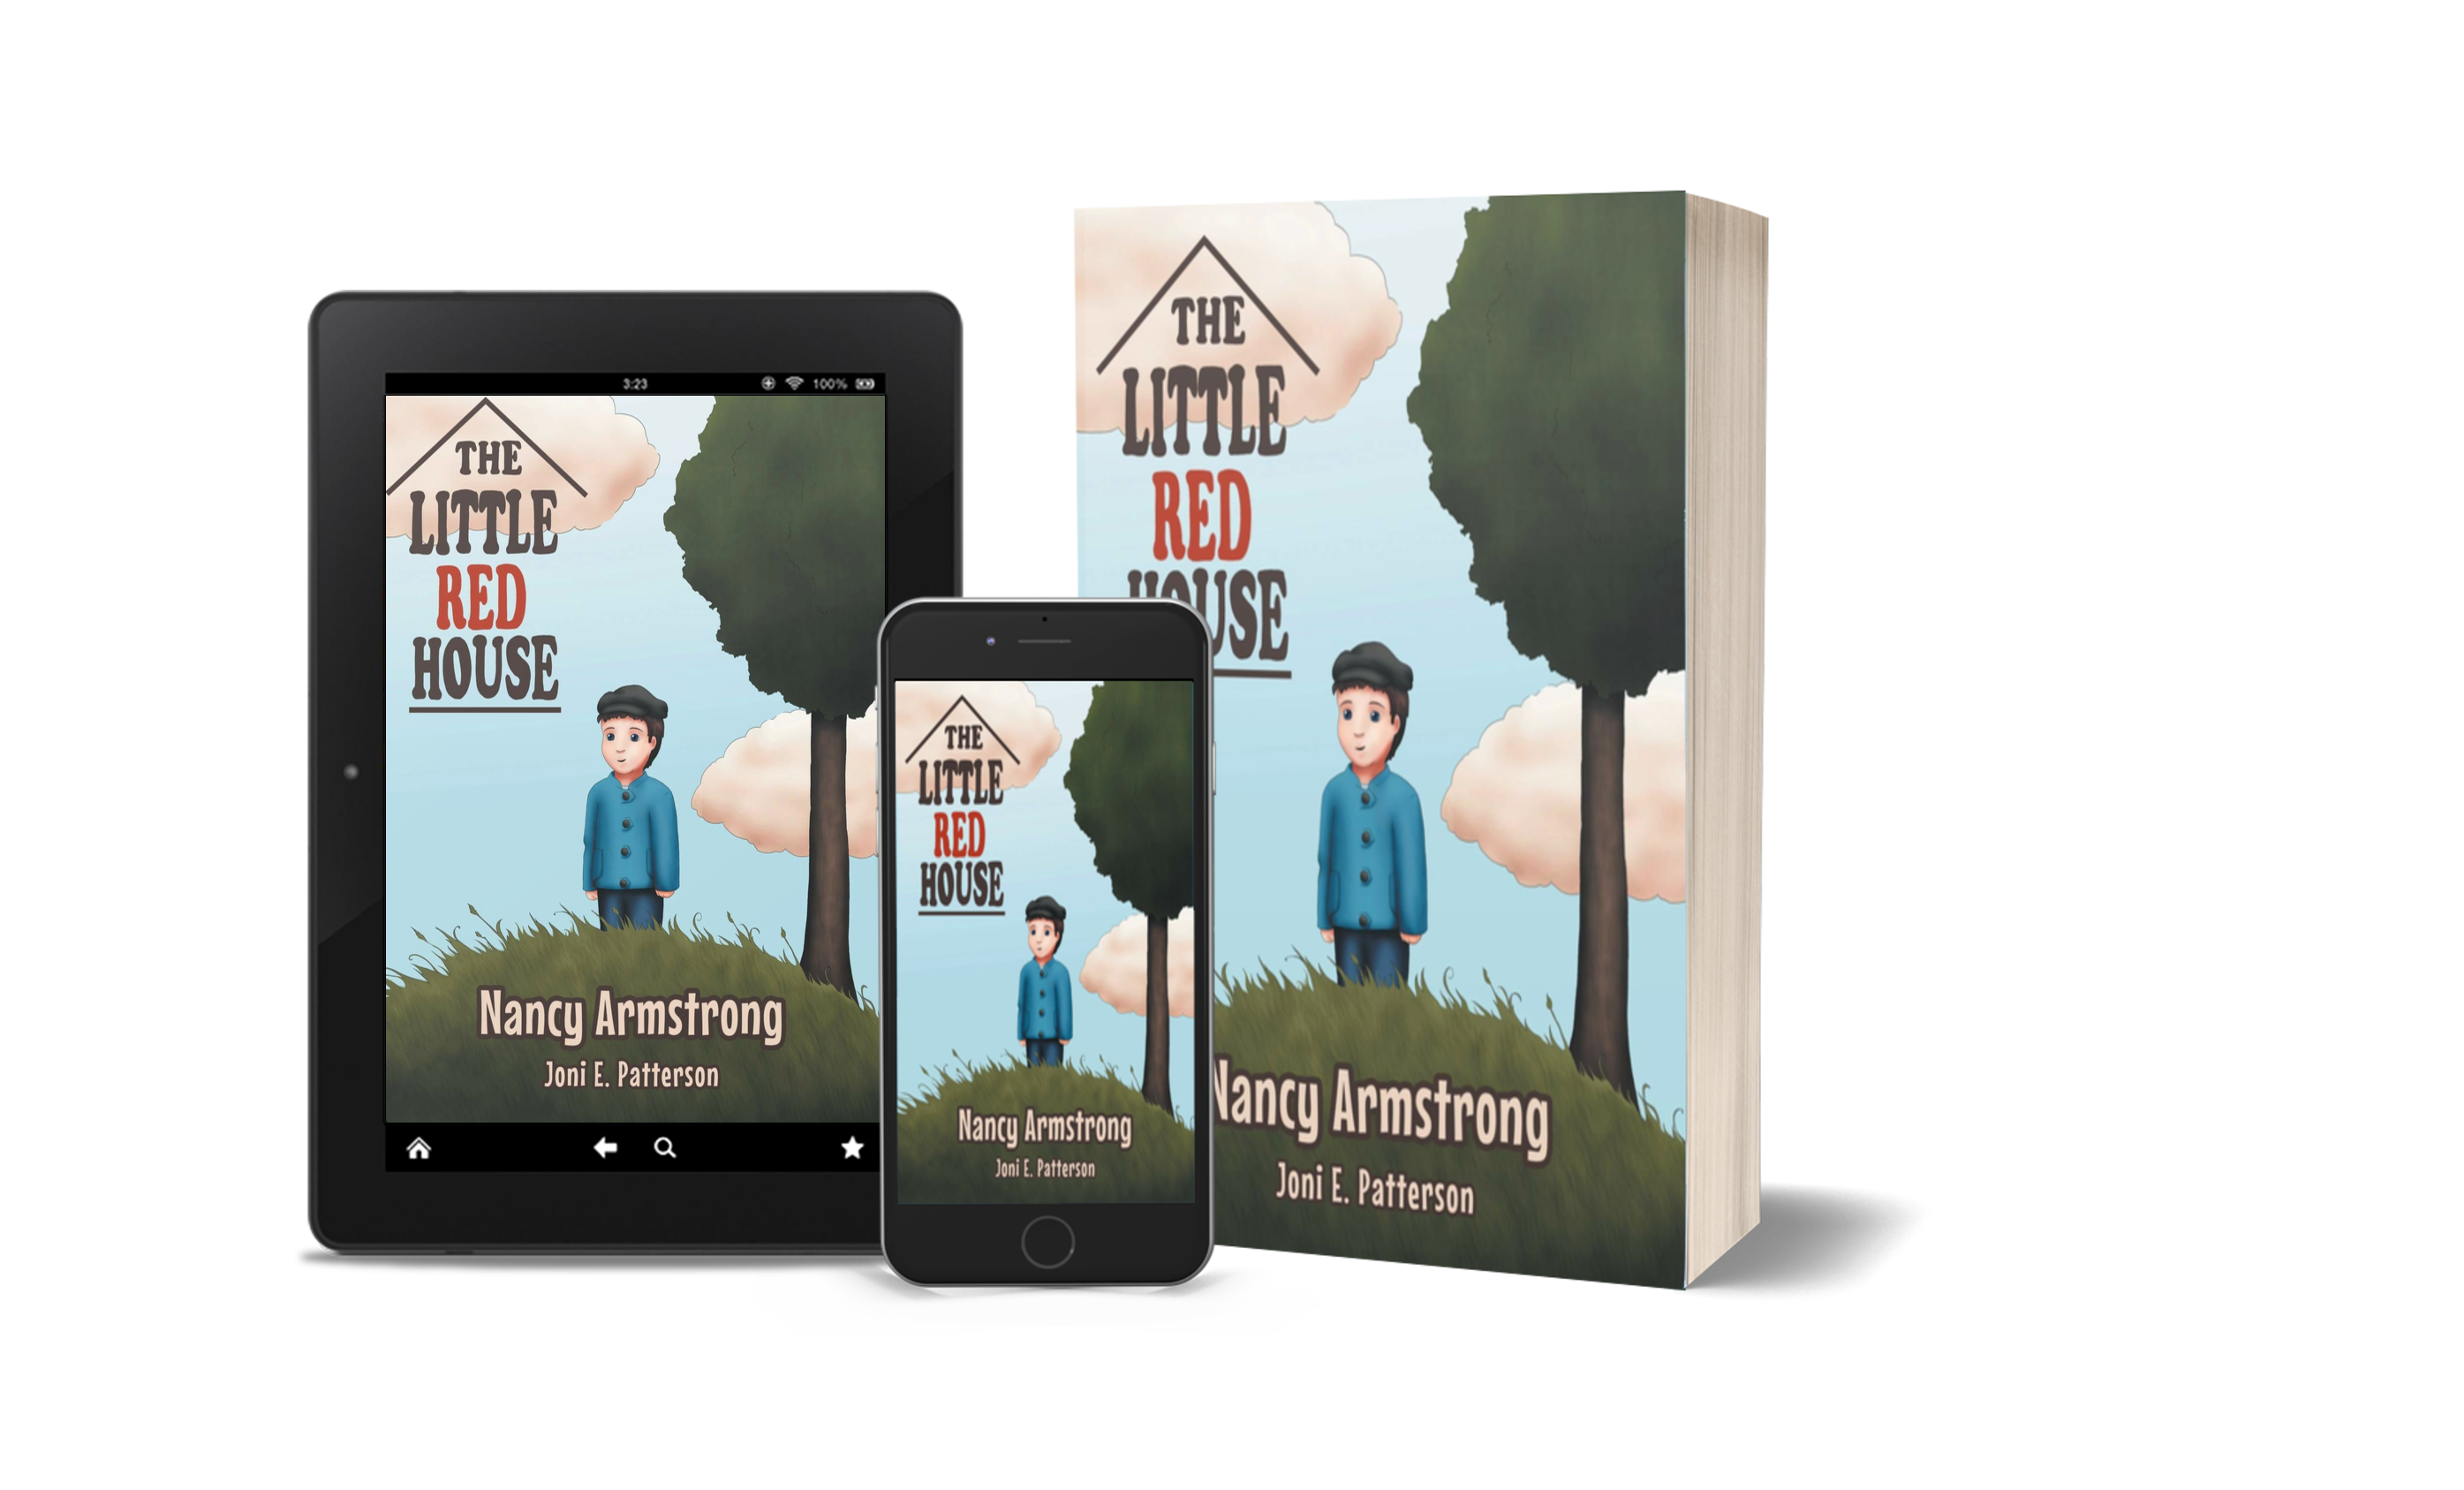 3:23
100%
THE
LITTLE
RED
HOUSE
Nancy Armstrong
Joni E. Patterson
THE
LITTLE
RED
HOUSE
Nancy Armstrong
Joni E. Patterson
THE
LITTLE
RED
HOUSE
Nancy Armstrong
Joni E. Patterson